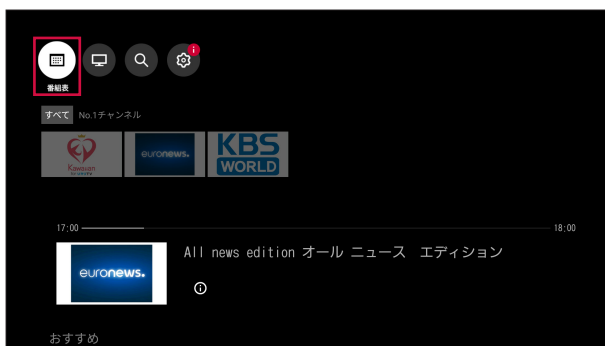 i
番組表
すべて No.1チャンネル
Kawaiian
euronews.
KBS
WORLD
17:00 18:00
All news edition オール ニュース エディション
euronews.
おすすめ